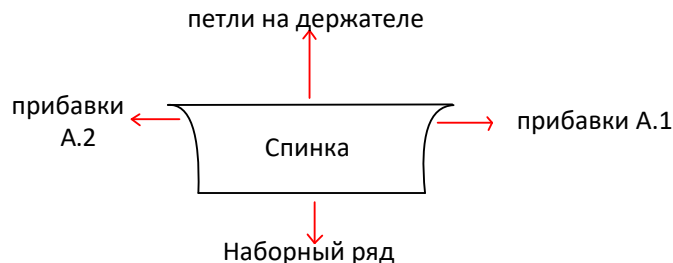 петли на держателе
прибавки
А.2
прибавки А.1
Спинка
Наборный ряд